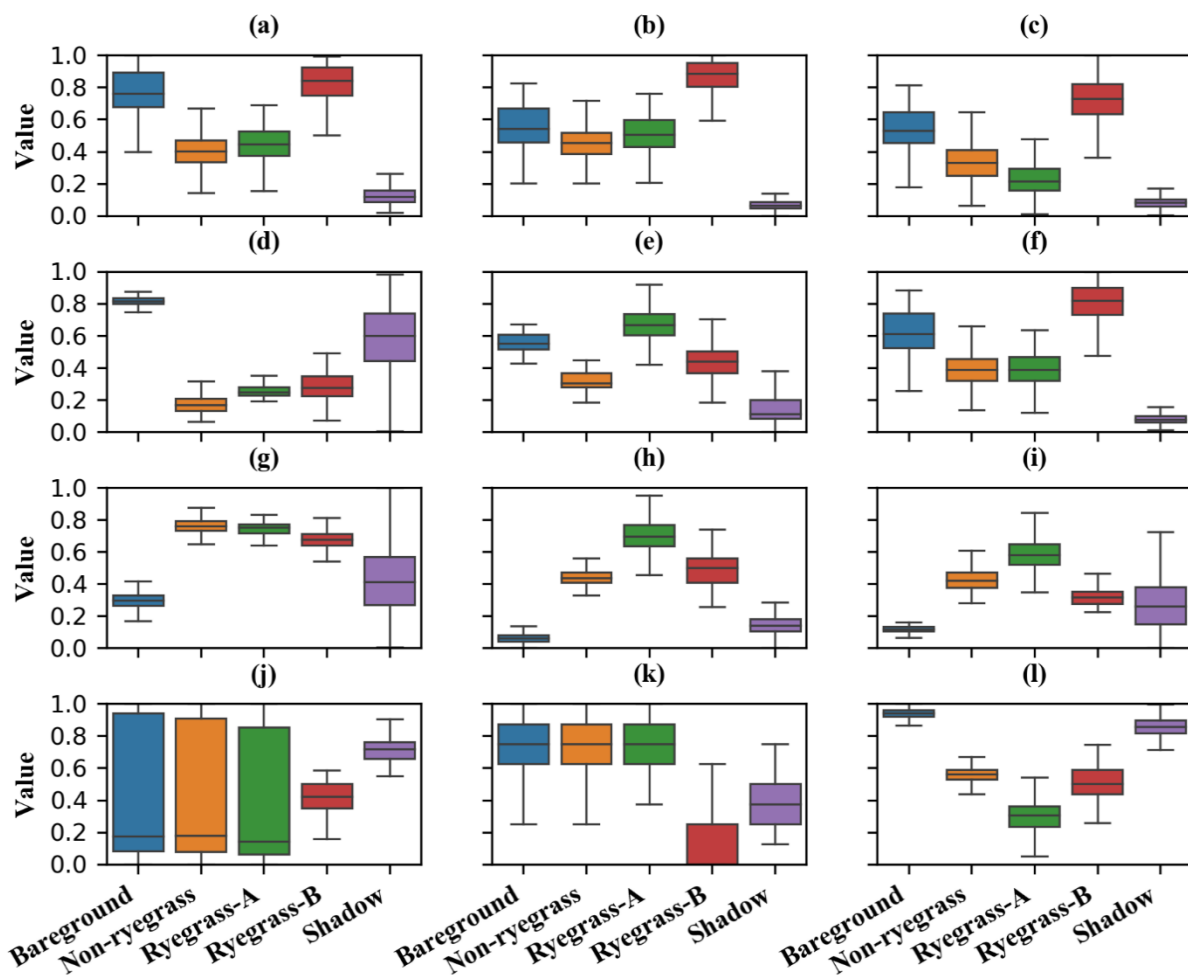 (a) (b) (c)
Value
1.0
0.8
0.6
0.4
0.2
0.0
(d) (e) (f)
Value
1.0
0.8
0.6
0.4
0.2
0.0
(g) (h) (i)
Value
1.0
0.8
0.6
0.4
0.2
0.0
(j) (k) (l)
Value
1.0
0.8
0.6
0.4
0.2
0.0
Bareground
Non-ryegrass
Ryegrass-A
Ryegrass-B
Shadow
Bareground
Non-ryegrass
Ryegrass-A
Ryegrass-B
Shadow
Bareground
Non-ryegrass
Ryegrass-A
Ryegrass-B
Shadow